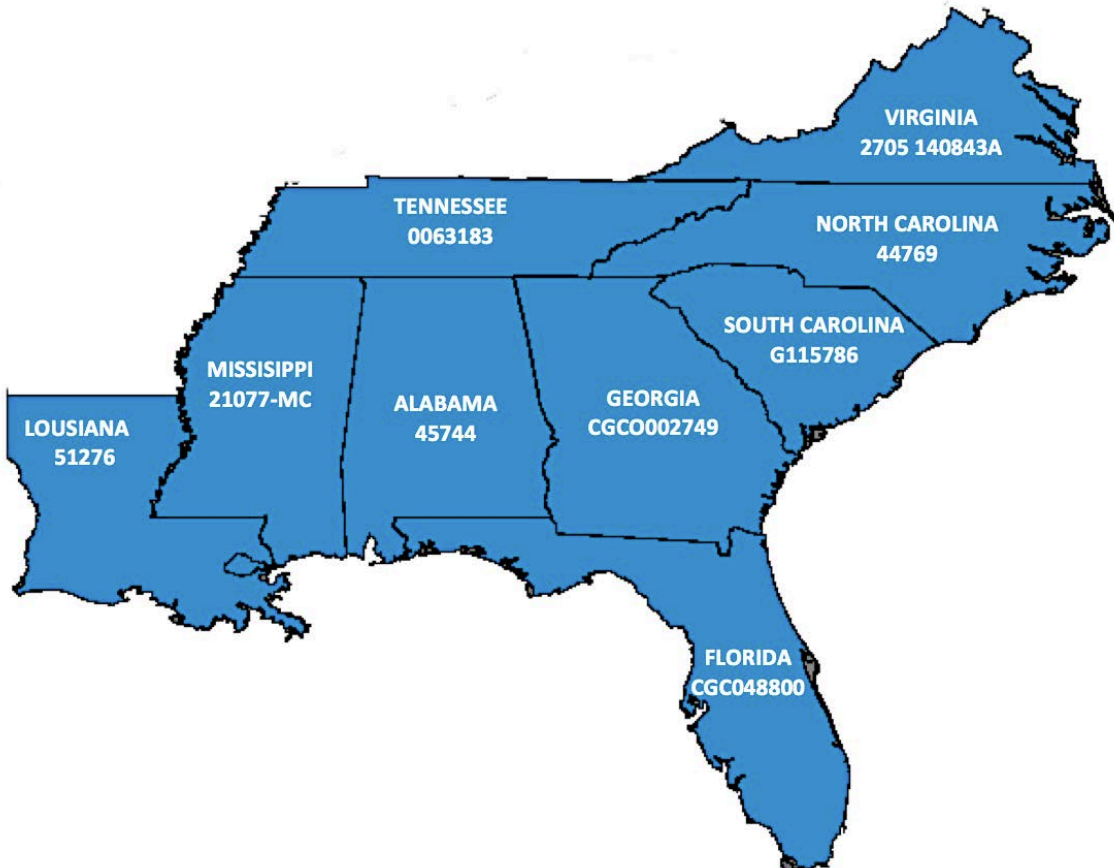 VIRGINIA
2705 140843A
TENNESSEE
0063183
NORTH CAROLINA
44769
SOUTH CAROLINA
G115786
MISSISIPPI
21077-MC
ALABAMA
45744
GEORGIA
CGCO002749
LOUSIANA
51276
FLORIDA
CGC048800